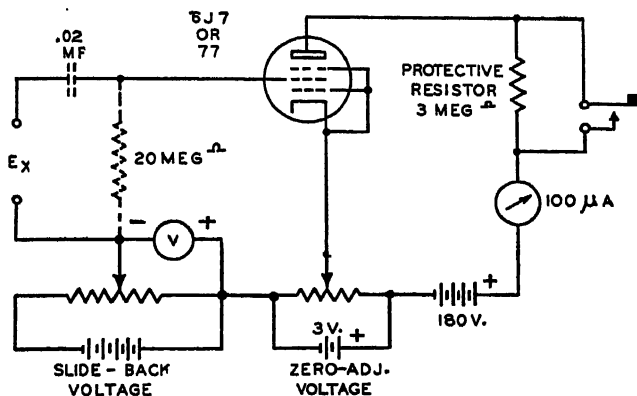 6J7
OR
77
.02
MF
PROTECTIVE
RESISTOR
3 MEG Ω
20 MEG Ω
EX
- V +
100 μA
+
180 V.
3 V. +
SLIDE - BACK
VOLTAGE
ZERO-ADJ.
VOLTAGE